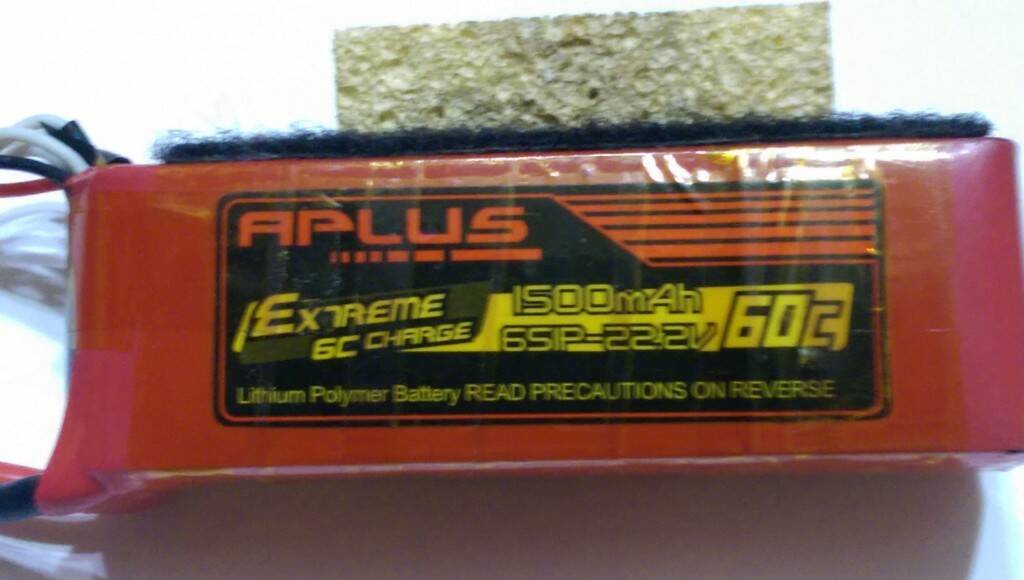 APLUS
EXTREME
6C CHARGE
1500mAh
6S1P-22.2V
60C
Lithium Polymer Battery READ PRECAUTIONS ON REVERSE